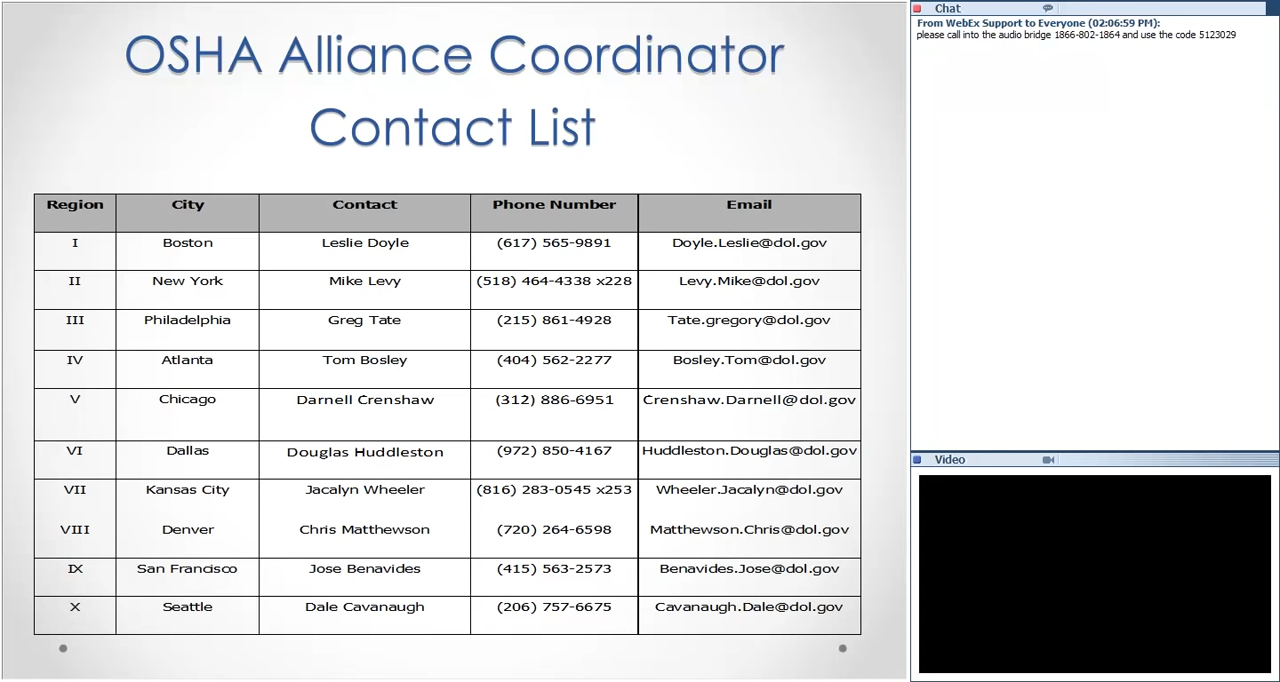 OSHA Alliance Coordinator
Contact List
Region City Contact Phone Number Email
I Boston Leslie Doyle (617) 565-9891 Doyle.Leslie@dol.gov
II New York Mike Levy (518) 464-4338 x228 Levy.Mike@dol.gov
III Philadelphia Greg Tate (215) 861-4928 Tate.gregory@dol.gov
IV Atlanta Tom Bosley (404) 562-2277 Bosley.Tom@dol.gov
V Chicago Darnell Crenshaw (312) 886-6951 Crenshaw.Darnell@dol.gov
VI Dallas Douglas Huddleston (972) 850-4167 Huddleston.Douglas@dol.gov
VII Kansas City Jacalyn Wheeler (816) 283-0545 x253 Wheeler.Jacalyn@dol.gov
VIII Denver Chris Matthewson (720) 264-6598 Matthewson.Chris@dol.gov
IX San Francisco Jose Benavides (415) 563-2573 Benavides.Jose@dol.gov
X Seattle Dale Cavanaugh (206) 757-6675 Cavanaugh.Dale@dol.gov
Chat
From WebEx Support to Everyone (02:06:59 PM):
please call into the audio bridge 1866-802-1864 and use the code 5123029
Video